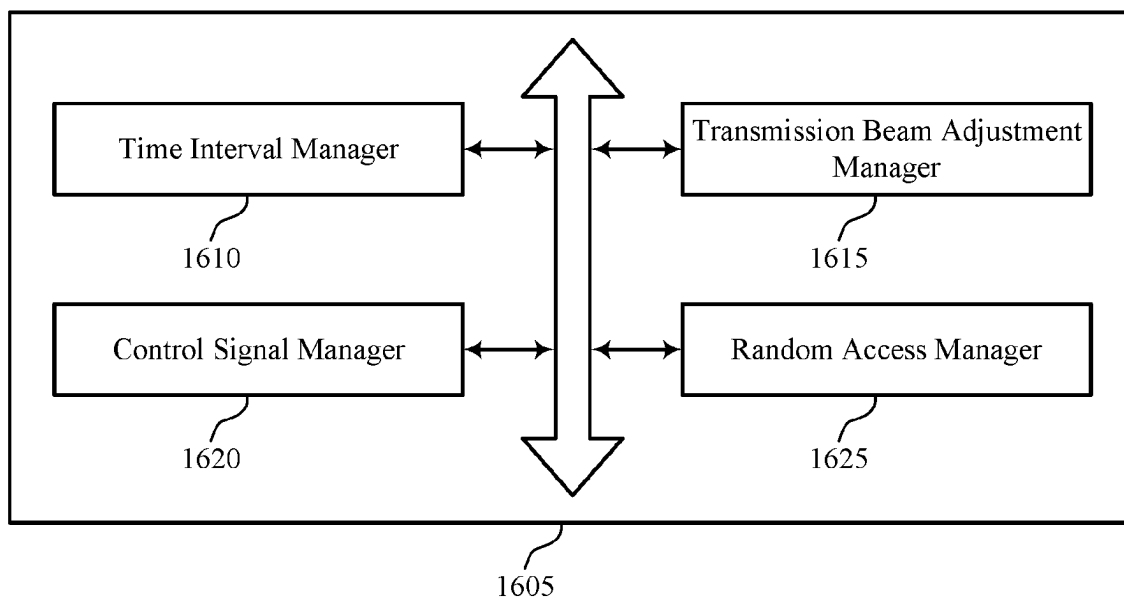 Time Interval Manager
Transmission Beam Adjustment
Manager
1610
1615
Control Signal Manager
Random Access Manager
1620
1625
1605